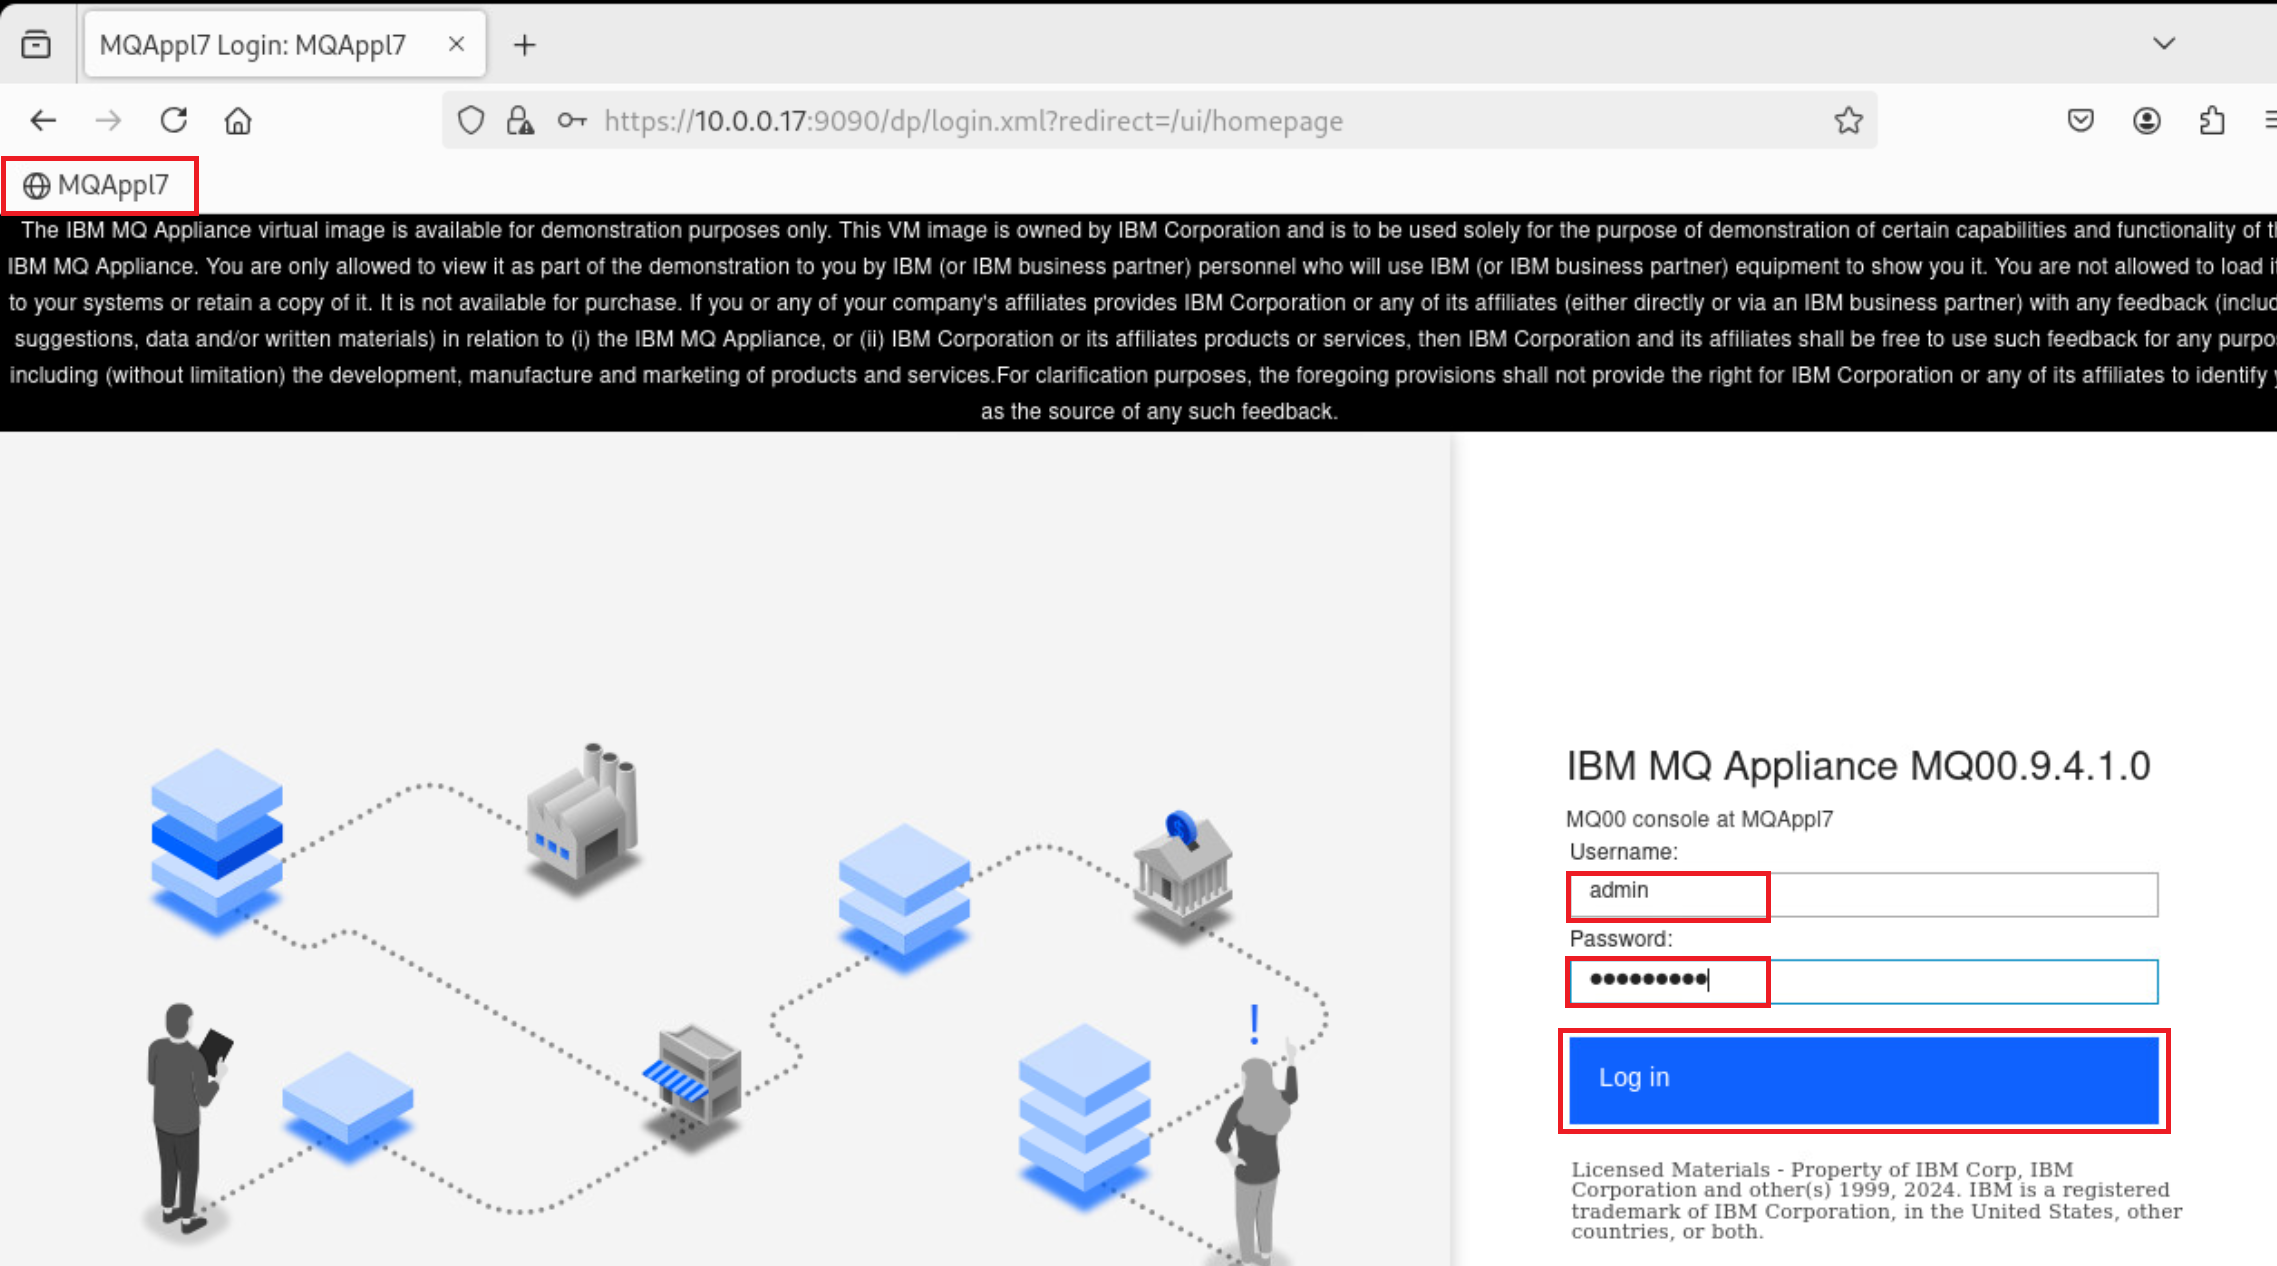 MQAppl7 Login: MQAppl7
https://10.0.0.17:9090/dp/login.xml?redirect=/ui/homepage
MQAppl7
The IBM MQ Appliance virtual image is available for demonstration purposes only. This VM image is owned by IBM Corporation and is to be used solely for the purpose of demonstration of certain capabilities and functionality of
IBM MQ Appliance. You are only allowed to view it as part of the demonstration to you by IBM (or IBM business partner) personnel who will use IBM (or IBM business partner) equipment to show you it. You are not allowed to load
to your systems or retain a copy of it. It is not available for purchase. If you or any of your company's affiliates provides IBM Corporation or any of its affiliates (either directly or via an IBM business partner) with any feedback
suggestions, data and/or written materials) in relation to (i) the IBM MQ Appliance, or (ii) IBM Corporation or its affiliates products or services, then IBM Corporation and its affiliates shall be free to use such feedback for any
including (without limitation) the development, manufacture and marketing of products and services.For clarification purposes, the foregoing provisions shall not provide the right for IBM Corporation or any of its affiliates to identify
as the source of any such feedback.
IBM MQ Appliance MQ00.9.4.1.0
MQ00 console at MQAppl7
Username:
admin
Password:
Log in
Licensed Materials - Property of IBM Corp, IBM
Corporation and other(s) 1999, 2024. IBM is a registered
trademark of IBM Corporation, in the United States, other
countries, or both.